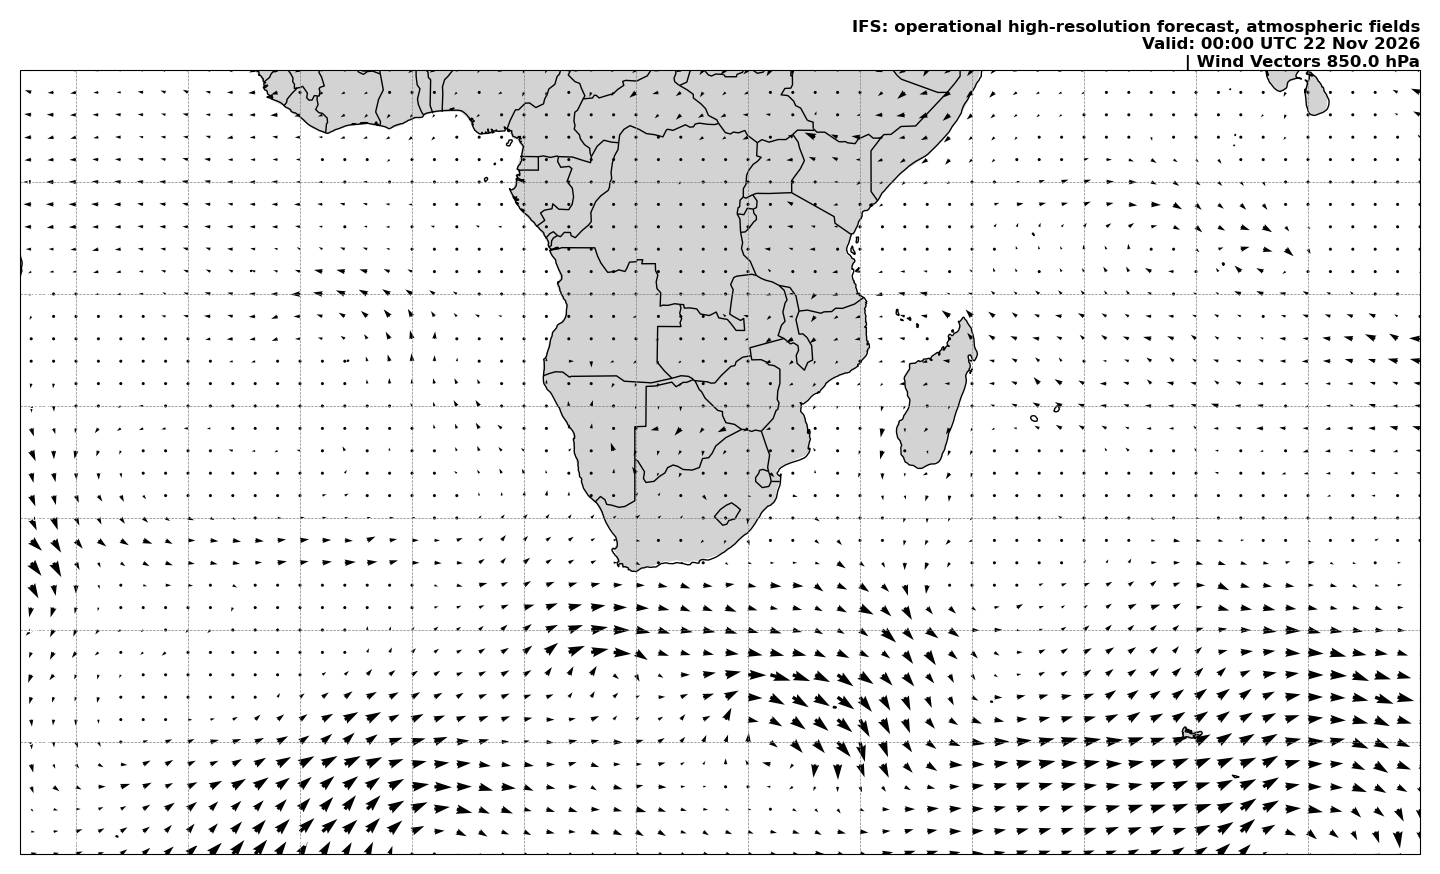 IFS: operational high-resolution forecast, atmospheric fields
Valid: 00:00 UTC 22 Nov 2026
| Wind Vectors 850.0 hPa